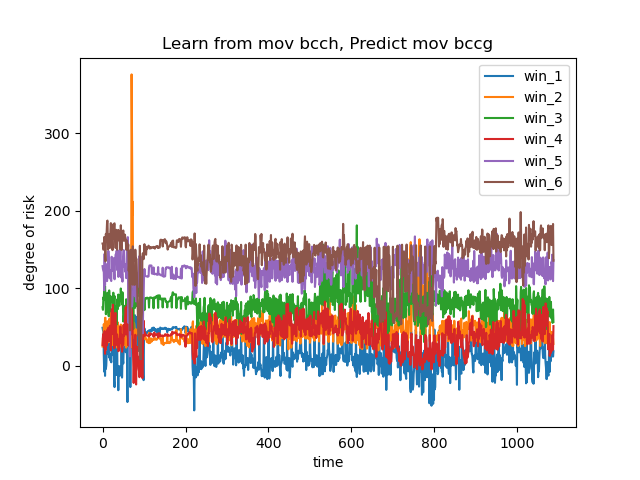 Learn from mov bcch, Predict mov bccg
win_1
win_2
win_3
win_4
win_5
win_6
degree of risk
300
200
100
0
0
200
400
600
800
1000
time